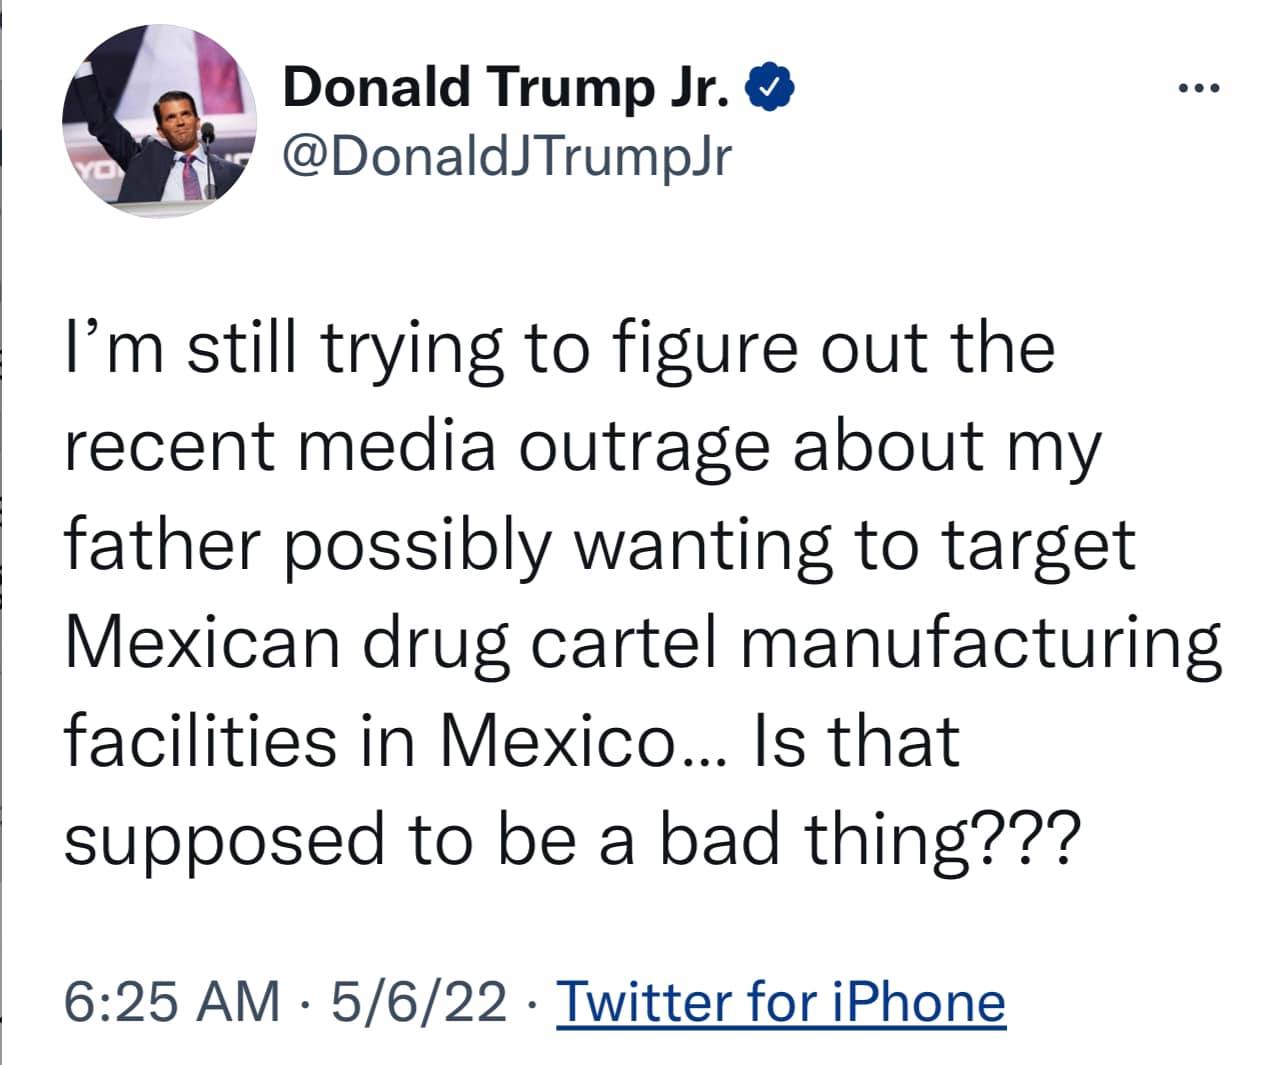 Donald Trump Jr.
@DonaldJTrumpJr
I’m still trying to figure out the
recent media outrage about my
father possibly wanting to target
Mexican drug cartel manufacturing
facilities in Mexico... Is that
supposed to be a bad thing???
6:25 AM · 5/6/22 · Twitter for iPhone